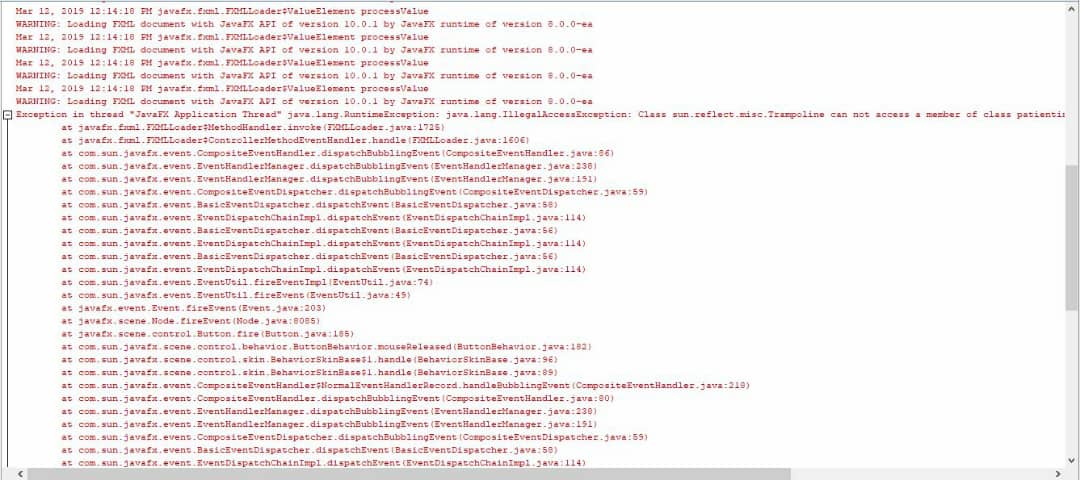 Mar 12, 2019 12:14:18 PM javafx.fxml.FXMLLoader$ValueElement processValue
WARNING: Loading FXML document with JavaFX API of version 10.0.1 by JavaFX runtime of version 8.0.0-ea
Mar 12, 2019 12:14:18 PM javafx.fxml.FXMLLoader$ValueElement processValue
WARNING: Loading FXML document with JavaFX API of version 10.0.1 by JavaFX runtime of version 8.0.0-ea
Mar 12, 2019 12:14:18 PM javafx.fxml.FXMLLoader$ValueElement processValue
WARNING: Loading FXML document with JavaFX API of version 10.0.1 by JavaFX runtime of version 8.0.0-ea
Mar 12, 2019 12:14:18 PM javafx.fxml.FXMLLoader$ValueElement processValue
WARNING: Loading FXML document with JavaFX API of version 10.0.1 by JavaFX runtime of version 8.0.0-ea
Exception in thread "JavaFX Application Thread" java.lang.RuntimeException: java.lang.IllegalAccessException: Class sun.reflect.misc.Trampoline can not access a member of class patientin
at javafx.fxml.FXMLLoader$MethodHandler.invoke(FXMLLoader.java:1725)
at javafx.fxml.FXMLLoader$ControllerMethodEventHandler.handle(FXMLLoader.java:1606)
at com.sun.javafx.event.CompositeEventHandler.dispatchBubblingEvent(CompositeEventHandler.java:86)
at com.sun.javafx.event.EventHandlerManager.dispatchBubblingEvent(EventHandlerManager.java:238)
at com.sun.javafx.event.EventHandlerManager.dispatchBubblingEvent(EventHandlerManager.java:191)
at com.sun.javafx.event.CompositeEventDispatcher.dispatchBubblingEvent(CompositeEventDispatcher.java:59)
at com.sun.javafx.event.BasicEventDispatcher.dispatchEvent(BasicEventDispatcher.java:58)
at com.sun.javafx.event.EventDispatchChainImpl.dispatchEvent(EventDispatchChainImpl.java:114)
at com.sun.javafx.event.BasicEventDispatcher.dispatchEvent(BasicEventDispatcher.java:56)
at com.sun.javafx.event.EventDispatchChainImpl.dispatchEvent(EventDispatchChainImpl.java:114)
at com.sun.javafx.event.BasicEventDispatcher.dispatchEvent(BasicEventDispatcher.java:56)
at com.sun.javafx.event.EventDispatchChainImpl.dispatchEvent(EventDispatchChainImpl.java:114)
at com.sun.javafx.event.EventUtil.fireEventImpl(EventUtil.java:74)
at com.sun.javafx.event.EventUtil.fireEvent(EventUtil.java:49)
at javafx.event.Event.fireEvent(Event.java:203)
at javafx.scene.Node.fireEvent(Node.java:8085)
at javafx.scene.control.Button.fire(Button.java:185)
at com.sun.javafx.scene.control.behavior.ButtonBehavior.mouseReleased(ButtonBehavior.java:182)
at com.sun.javafx.scene.control.skin.BehaviorSkinBase$1.handle(BehaviorSkinBase.java:96)
at com.sun.javafx.scene.control.skin.BehaviorSkinBase$1.handle(BehaviorSkinBase.java:89)
at com.sun.javafx.event.CompositeEventHandler$NormalEventHandlerRecord.handleBubblingEvent(CompositeEventHandler.java:218)
at com.sun.javafx.event.CompositeEventHandler.dispatchBubblingEvent(CompositeEventHandler.java:80)
at com.sun.javafx.event.EventHandlerManager.dispatchBubblingEvent(EventHandlerManager.java:238)
at com.sun.javafx.event.EventHandlerManager.dispatchBubblingEvent(EventHandlerManager.java:191)
at com.sun.javafx.event.CompositeEventDispatcher.dispatchBubblingEvent(CompositeEventDispatcher.java:59)
at com.sun.javafx.event.BasicEventDispatcher.dispatchEvent(BasicEventDispatcher.java:58)
at com.sun.javafx.event.EventDispatchChainImpl.dispatchEvent(EventDispatchChainImpl.java:114)